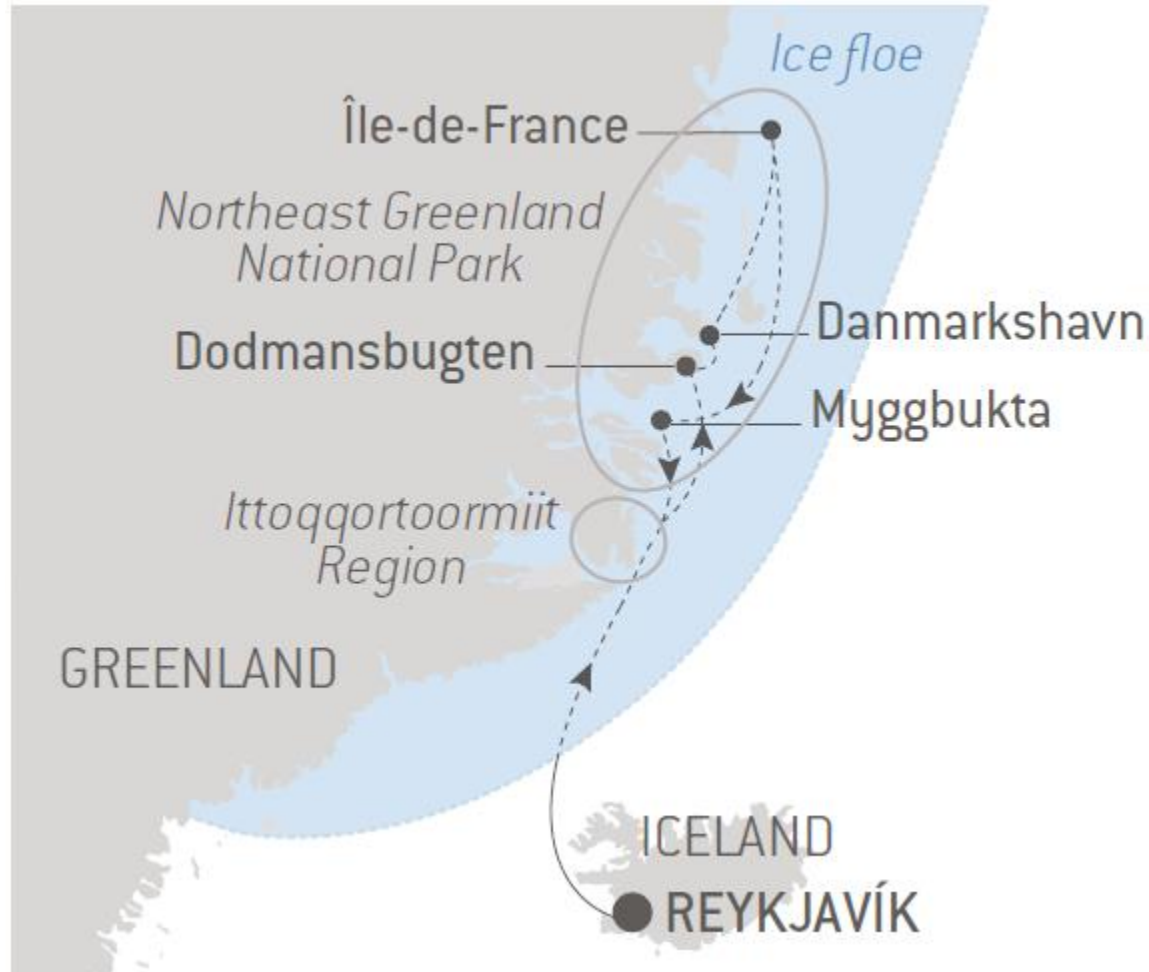 Ice floe
Île-de-France
Northeast Greenland
National Park
Danmarkshavn
Dodmansbugten
Myggbukta
Ittoqqortoormiit
Region
GREENLAND
ICELAND
REYKJAVÍK